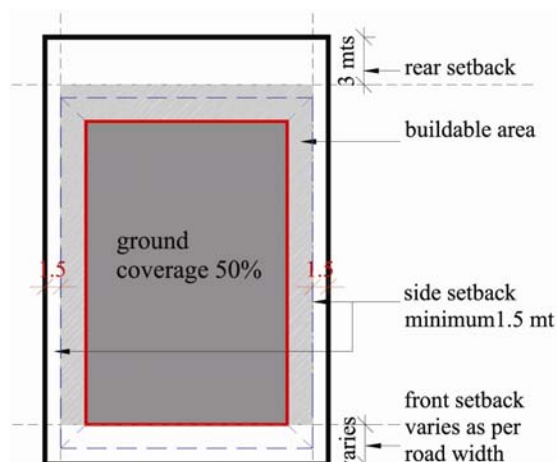 3 mts
rear setback
buildable area
ground
coverage 50%
1.5
1.5
side setback
minimum1.5 mt
front setback
varies as per
road width